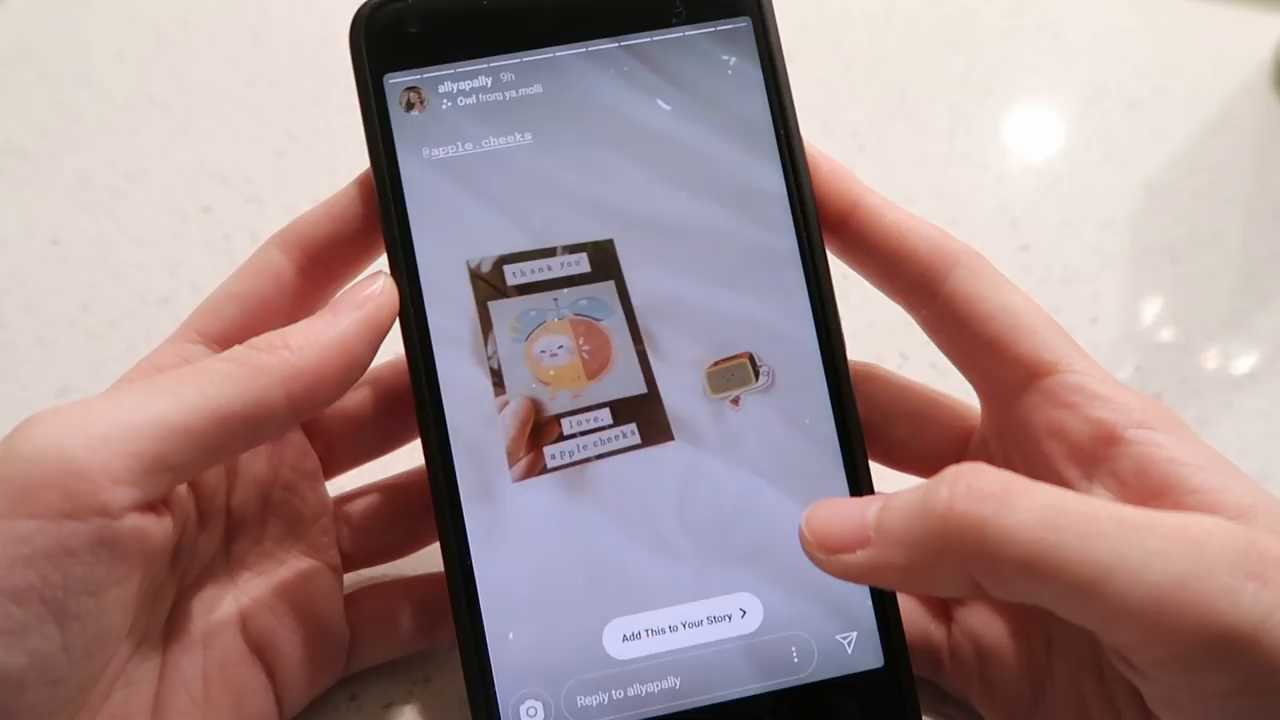 allyapally 9h
Owl from ya.molli
@apple.cheeks
thank you
love,
apple cheeks
Add This to Your Story
Reply to allyapally